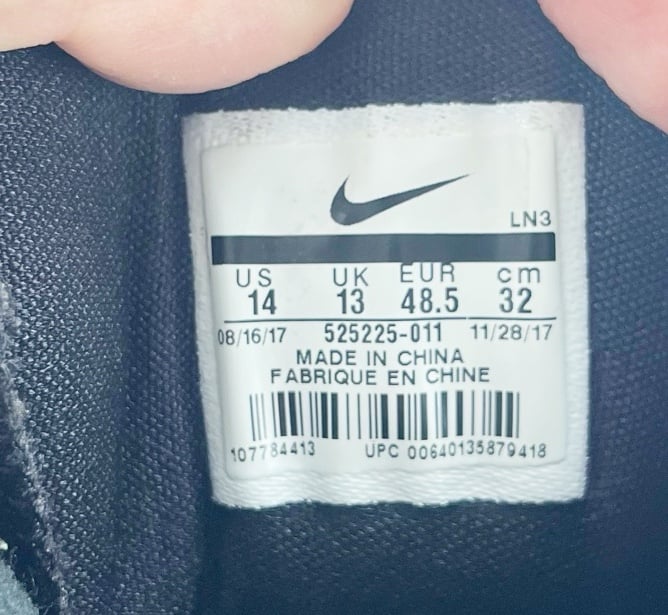 LN3
US UK EUR cm
14 13 48.5 32
08/16/17 525225-011 11/28/17
MADE IN CHINA
FABRIQUE EN CHINE
107784413 UPC 00640135879418